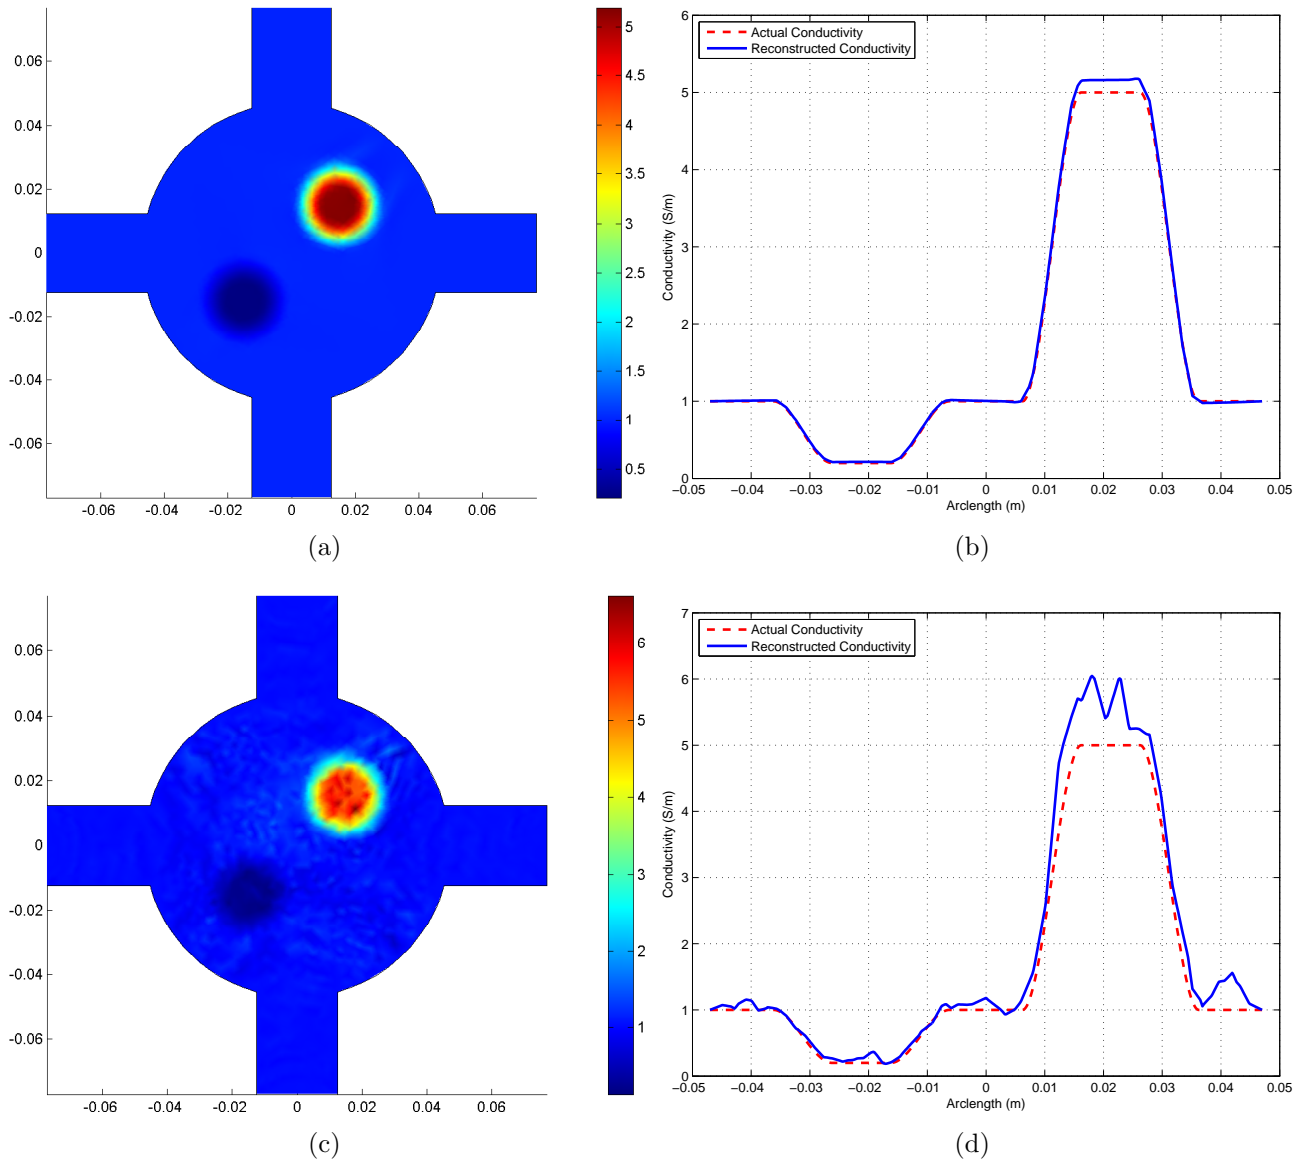 0.06
0.04
0.02
0
-0.02
-0.04
-0.06
-0.06 -0.04 -0.02 0 0.02 0.04 0.06
5
4.5
4
3.5
3
2.5
2
1.5
1
0.5
(a)
6
5
4
3
2
1
0
Conductivity (S/m)
Actual Conductivity
Reconstructed Conductivity
−0.05 −0.04 −0.03 −0.02 −0.01 0 0.01 0.02 0.03 0.04 0.05
Arclength (m)
(b)
0.06
0.04
0.02
0
-0.02
-0.04
-0.06
-0.06 -0.04 -0.02 0 0.02 0.04 0.06
6
5
4
3
2
1
(c)
7
6
5
4
3
2
1
0
Conductivity (S/m)
Actual Conductivity
Reconstructed Conductivity
−0.05 −0.04 −0.03 −0.02 −0.01 0 0.01 0.02 0.03 0.04 0.05
Arclength (m)
(d)